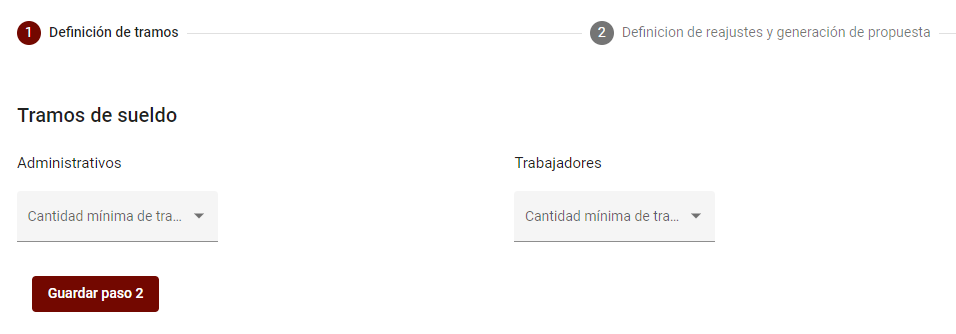 1 Definición de tramos
2 Definicion de reajustes y generación de propuesta
Tramos de sueldo
Administrativos
Trabajadores
Cantidad mínima de tra...
Cantidad mínima de tra...
Guardar paso 2